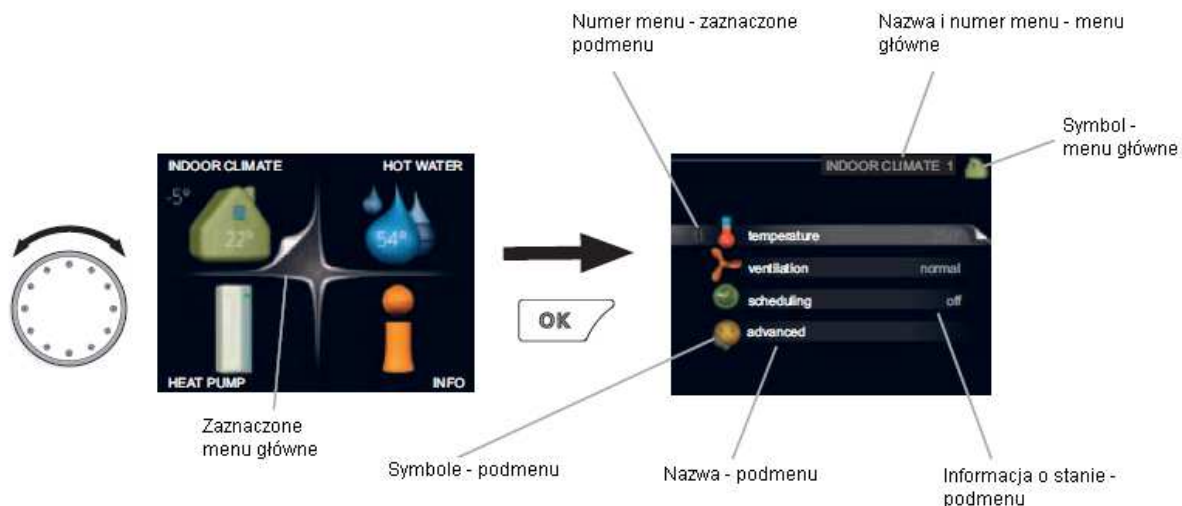 Numer menu - zaznaczone
podmenu
Nazwa i numer menu - menu
główne
Symbol -
menu główne
INDOOR CLIMATE
HOT WATER
-5°
22°
54°
HEAT PUMP
INFO
OK
INDOOR CLIMATE 1
temperature
ventilation normal
scheduling off
advanced
Zaznaczone
menu główne
Symbole - podmenu
Nazwa - podmenu
Informacja o stanie -
podmenu